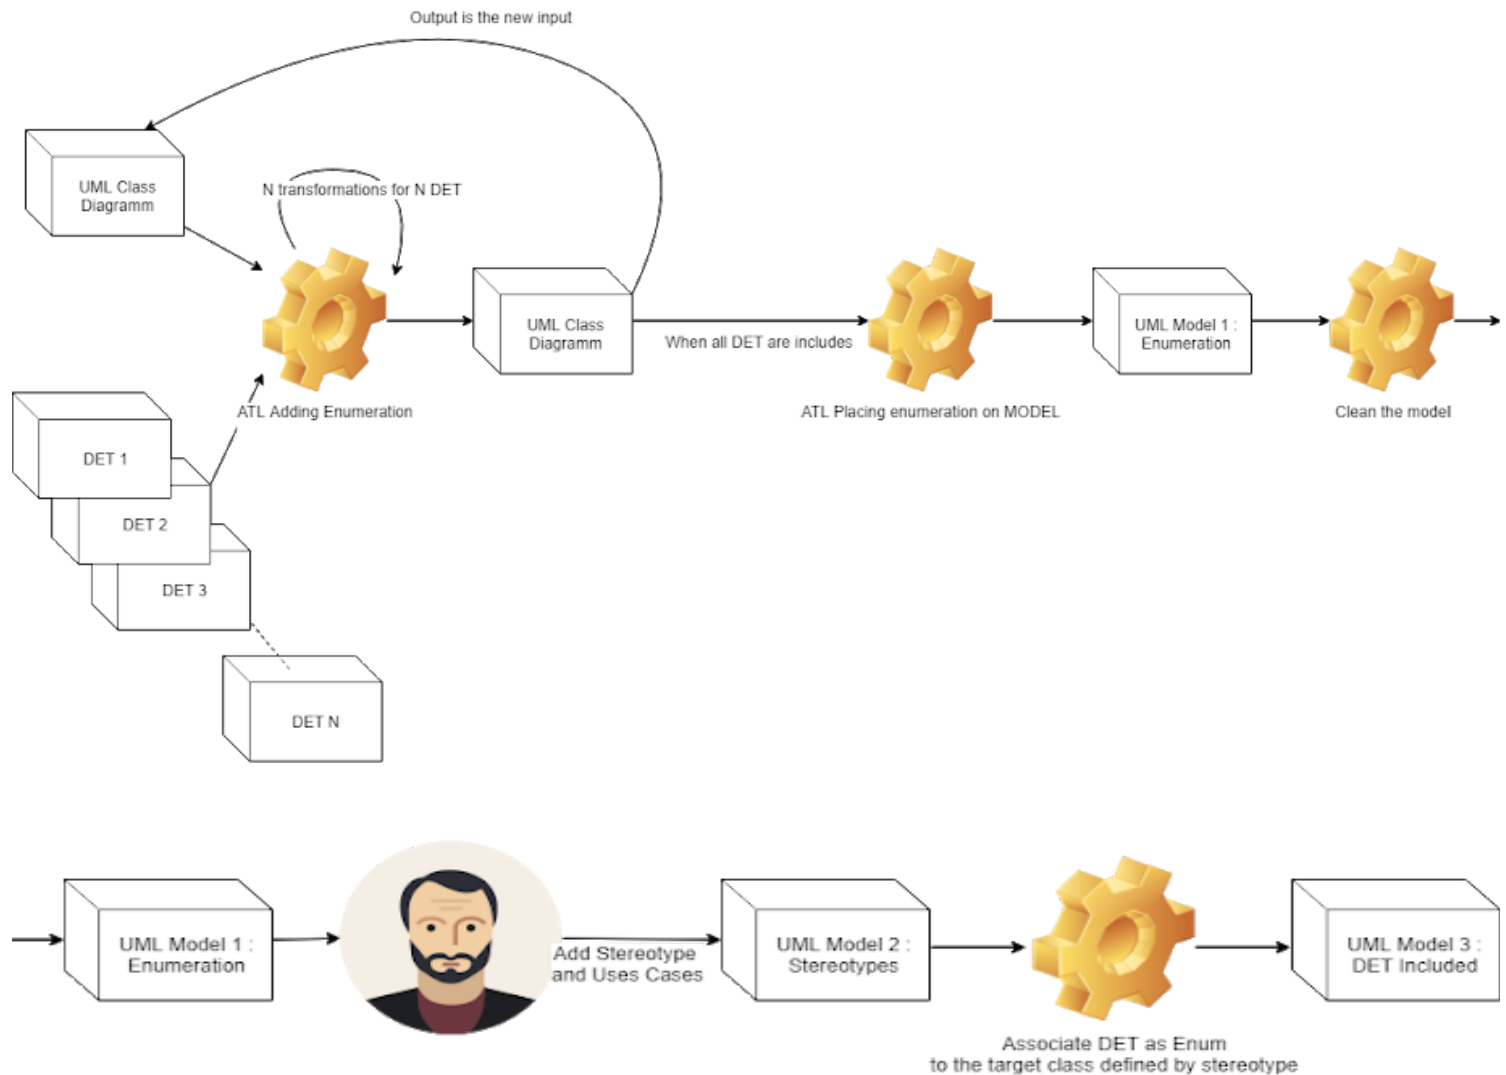 Output is the new input
UML Class
Diagramm
N transformations for N DET
UML Class
Diagramm
When all DET are includes
UML Model 1 :
Enumeration
ATL Adding Enumeration
ATL Placing enumeration on MODEL
Clean the model
DET 1
DET 2
DET 3
DET N
UML Model 1 :
Enumeration
Add Stereotype
and Uses Cases
UML Model 2 :
Stereotypes
UML Model 3 :
DET Included
Associate DET as Enum
to the target class defined by stereotype